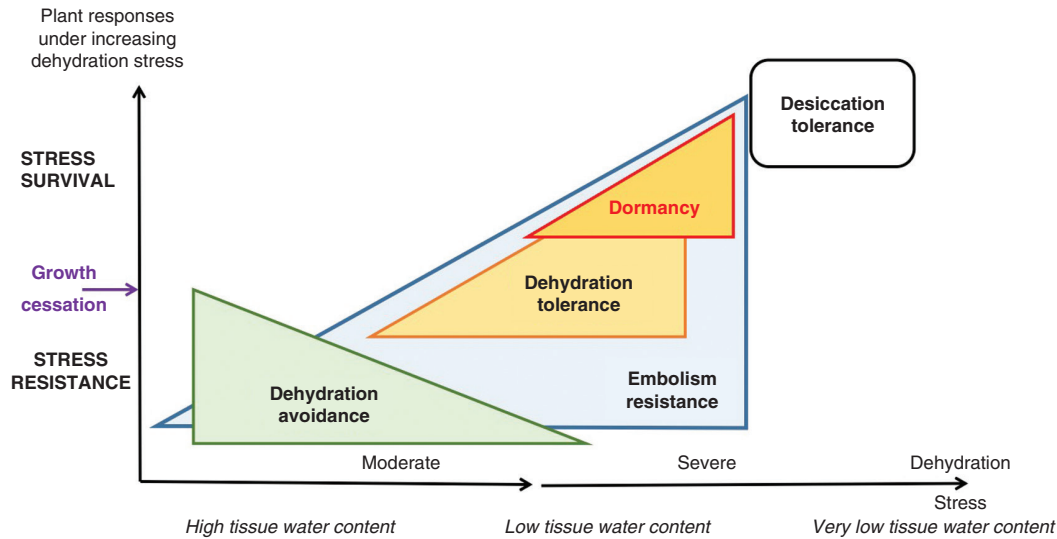 Plant responses
under increasing
dehydration stress
Desiccation
tolerance
STRESS
SURVIVAL
Dormancy
Growth
cessation
Dehydration
tolerance
STRESS
RESISTANCE
Dehydration
avoidance
Embolism
resistance
Moderate
Severe
Dehydration
Stress
High tissue water content
Low tissue water content
Very low tissue water content